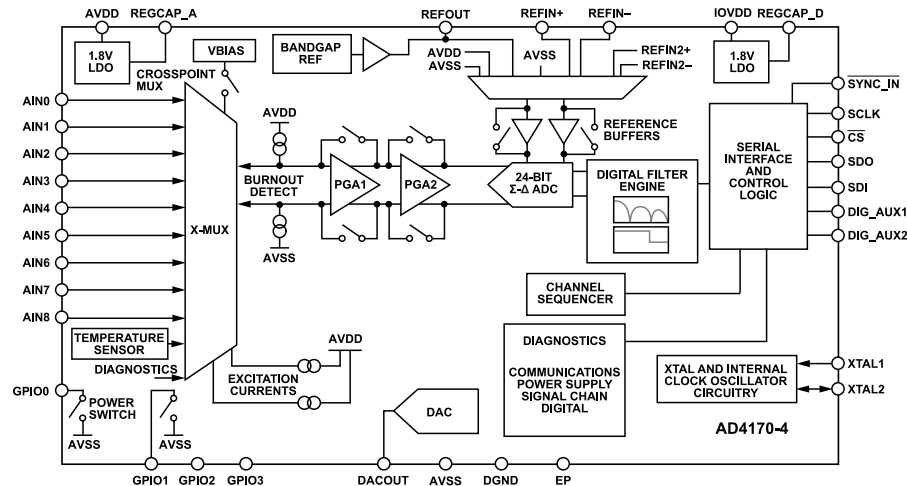 AVDD
REGCAP_A
REFOUT
REFIN+
REFIN–
IOVDD
REGCAP_D
1.8V
LDO
VBIAS
BANDGAP
REF
AVDD
AVSS
AVSS
REFIN2+
REFIN2–
1.8V
LDO
CROSSPOINT
MUX
SYNC_IN
SCLK
CS
SDO
SDI
DIG_AUX1
DIG_AUX2
AIN0
AIN1
AIN2
AIN3
AIN4
AIN5
AIN6
AIN7
AIN8
X-MUX
AVDD
BURNOUT
DETECT
AVSS
PGA1
PGA2
REFERENCE
BUFFERS
24-BIT
Σ-Δ ADC
DIGITAL FILTER
ENGINE
SERIAL
INTERFACE
AND
CONTROL
LOGIC
CHANNEL
SEQUENCER
TEMPERATURE
SENSOR
DIAGNOSTICS
AVDD
EXCITATION
CURRENTS
DIAGNOSTICS
COMMUNICATIONS
POWER SUPPLY
SIGNAL CHAIN
DIGITAL
XTAL AND INTERNAL
CLOCK OSCILLATOR
CIRCUITRY
XTAL1
XTAL2
GPIO0
POWER
SWITCH
AVSS
AVSS
DAC
AD4170-4
GPIO1
GPIO2
GPIO3
DACOUT
AVSS
DGND
EP